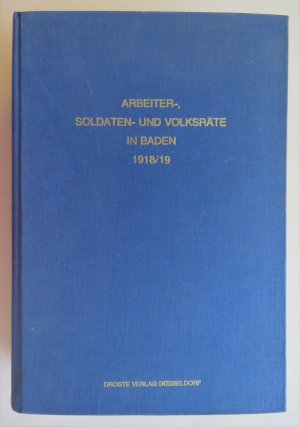 ARBEITER-,
SOLDATEN- UND VOLKSRÄTE
IN BADEN
1918/19
DROSTE VERLAG DÜSSELDORF